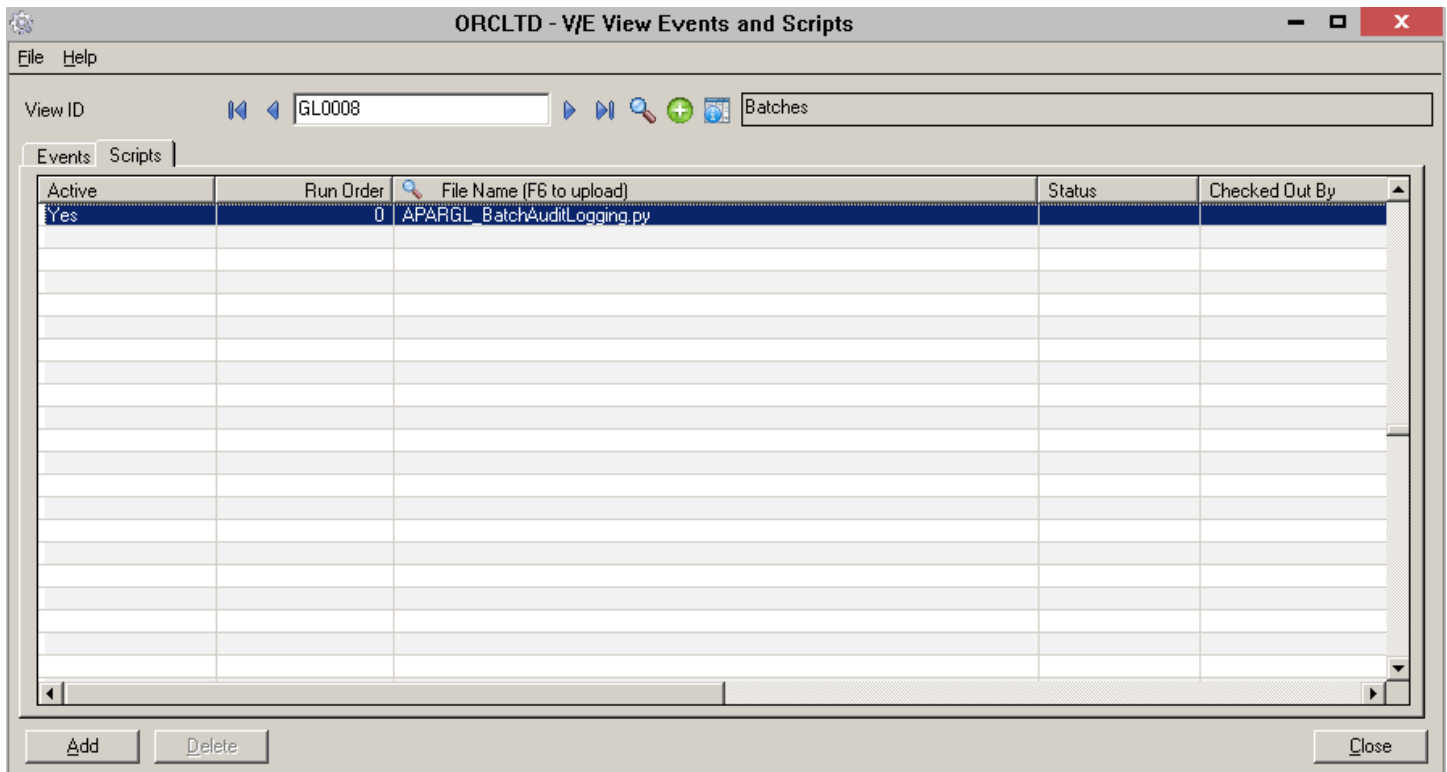 ORCLTD - V/E View Events and Scripts
File Help
View ID GL0008 Batches
Events Scripts
Active Run Order File Name (F6 to upload) Status Checked Out By
Yes 0 APARGL_BatchAuditLogging.py
Add Delete Close